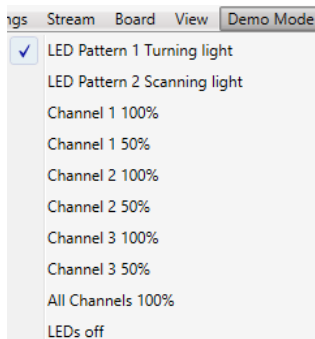 ngs Stream Board View Demo Mode
LED Pattern 1 Turning light
LED Pattern 2 Scanning light
Channel 1 100%
Channel 1 50%
Channel 2 100%
Channel 2 50%
Channel 3 100%
Channel 3 50%
All Channels 100%
LEDs off